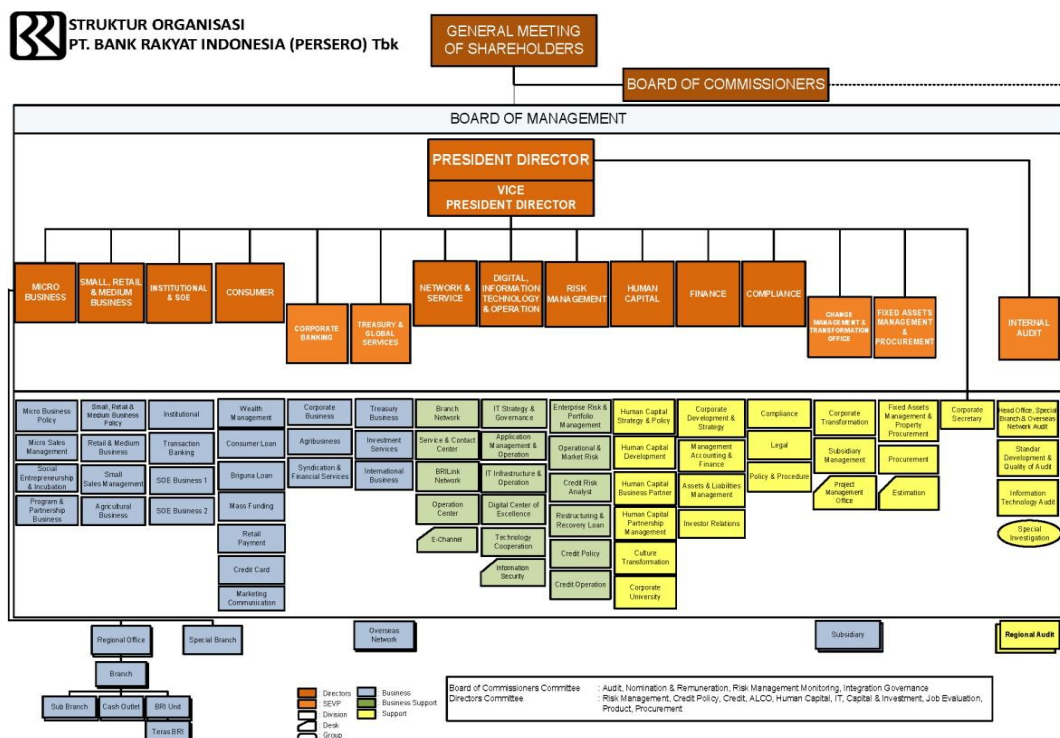 STRUKTUR ORGANISASI
PT. BANK RAKYAT INDONESIA (PERSERO) Tbk
GENERAL MEETING
OF SHAREHOLDERS
BOARD OF COMMISSIONERS
BOARD OF MANAGEMENT
PRESIDENT DIRECTOR
VICE
PRESIDENT DIRECTOR
MICRO
BUSINESS
SMALL, RETAIL
& MEDIUM
BUSINESS
INSTITUTIONAL
& SOE
CONSUMER
CORPORATE
BANKING
TREASURY &
GLOBAL
SERVICES
NETWORK &
SERVICE
DIGITAL,
INFORMATION
TECHNOLOGY
& OPERATION
RISK
MANAGEMENT
HUMAN
CAPITAL
FINANCE
COMPLIANCE
CHANGE
MANAGEMENT &
TRANSFORMATION
OFFICE
FIXED ASSETS
MANAGEMENT
&
PROCUREMENT
INTERNAL
AUDIT
Micro Business
Policy
Micro Sales
Management
Social
Entrepreneurship
& Incubation
Program &
Partnership
Business
Small, Retail &
Medium Business
Policy
Retail & Medium
Business
Small
Sales Management
Agricultural
Business
Institutional
Transaction
Banking
SOE Business 1
SOE Business 2
Wealth
Management
Consumer Loan
Briguna Loan
Mass Funding
Retail
Payment
Credit Card
Marketing
Communication
Corporate
Business
Agribusiness
Syndication &
Financial Services
Treasury
Business
Investment
Services
International
Business
Branch
Network
Service & Contact
Center
BRILink
Network
Operation
Center
E-Channel
IT Strategy &
Governance
Application
Management &
Operation
IT Infrastructure &
Operation
Digital Center of
Excellence
Technology
Cooperation
Information
Security
Enterprise Risk &
Portfolio
Management
Operational &
Market Risk
Credit Risk
Analyst
Restructuring &
Recovery Loan
Credit Policy
Credit Operation
Human Capital
Strategy & Policy
Human Capital
Development
Human Capital
Business Partner
Human Capital
Partnership
Management
Culture
Transformation
Corporate
University
Corporate
Development &
Strategy
Management
Accounting &
Finance
Assets & Liabilities
Management
Investor Relations
Compliance
Legal
Policy & Procedure
Corporate
Transformation
Subsidiary
Management
Project
Management
Office
Fixed Assets
Management &
Property
Procurement
Procurement
Estimation
Corporate
Secretary
Head Office, Special
Branch & Overseas
Network Audit
Standar
Development &
Quality of Audit
Information
Technology Audit
Special
Investigation
Regional Office
Special Branch
Overseas
Network
Subsidiary
Regional Audit
Branch
Sub Branch
Cash Outlet
BRI Unit
Teras BRI
: Directors
: SEVP
: Division
: Desk
: Group
: Business
: Business Support
: Support
Board of Commissioners Committee : Audit, Nomination & Remuneration, Risk Management Monitoring, Integration Governance
Directors Committee : Risk Management, Credit Policy, Credit, ALCO, Human Capital, IT, Capital & Investment, Job Evaluation,
Product, Procurement